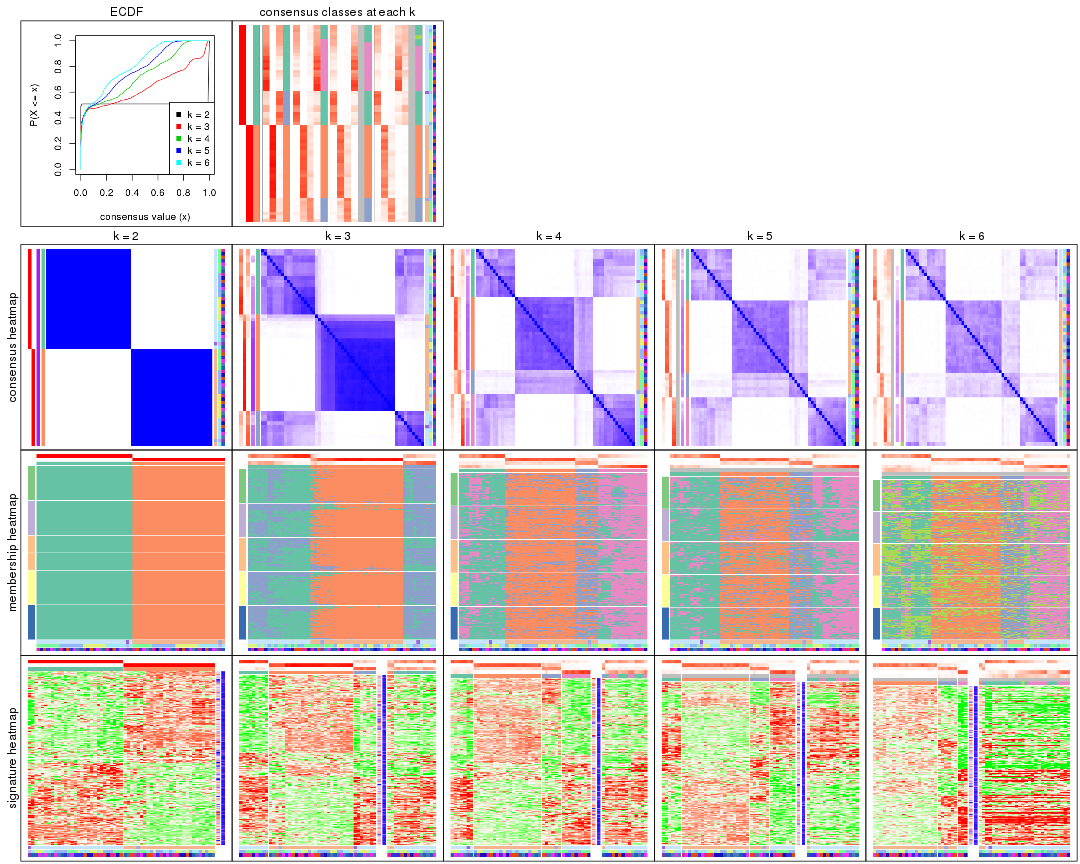 ECDF
consensus classes at each k
P(X <= x)
0.0 0.2 0.4 0.6 0.8 1.0
k = 2
k = 3
k = 4
k = 5
k = 6
0.0 0.2 0.4 0.6 0.8 1.0
consensus value (x)
k = 2
k = 3
k = 4
k = 5
k = 6
consensus heatmap
membership heatmap
signature heatmap